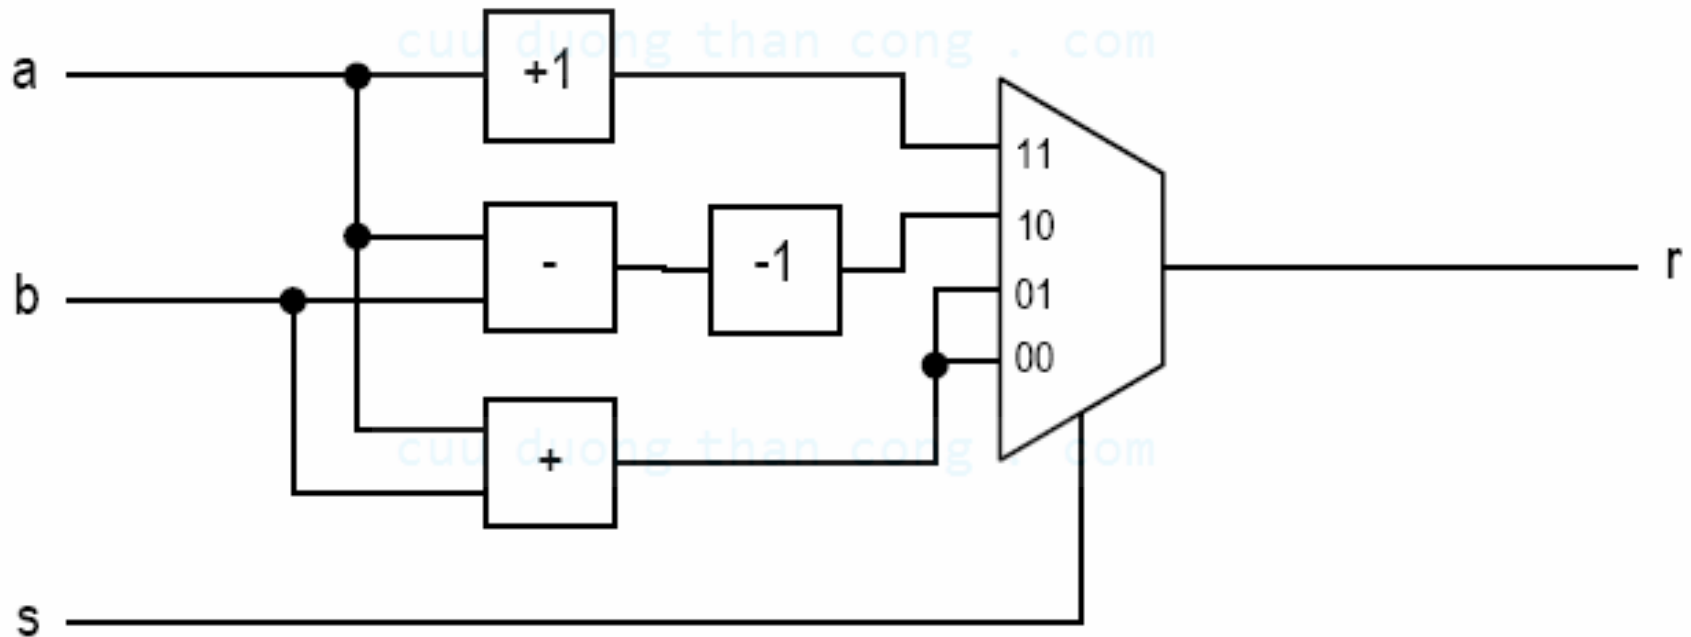 cuu duong than cong . com
a
+1
11
10
-
-1
r
b
01
00
+
cuu duong than cong . com
s